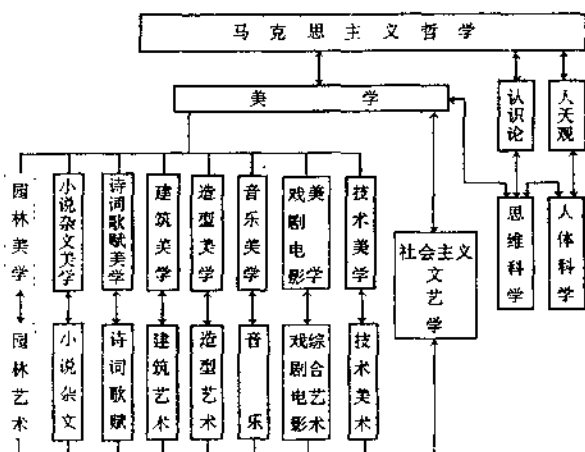 马克思主义哲学
美学
认识论
人天观
园林美学
小说杂文美学
诗词歌赋美学
建筑美学
造型美学
音乐美学
戏剧电影美学
技术美学
社会主义
文艺学
思维科学
人体科学
园林艺术
小说杂文
诗词歌赋
建筑艺术
造型艺术
音乐
戏剧电影综合艺术
技术美术